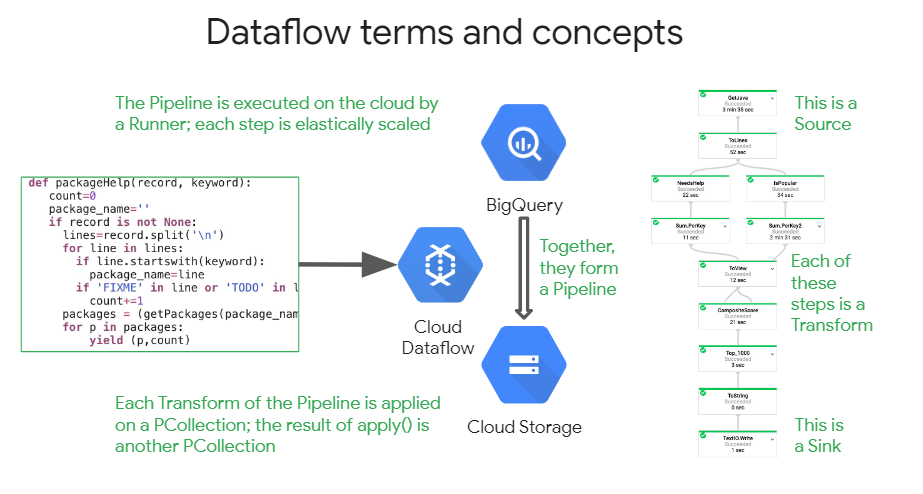 Dataflow terms and concepts
The Pipeline is executed on the cloud by
a Runner; each step is elastically scaled
def packageHelp(record, keyword):
count=0
package_name=''
if record is not None:
lines=record.split('\n')
for line in lines:
if line.startswith(keyword):
package_name=line
if 'FIXME' in line or 'TODO' in l
count+=1
packages = (getPackages(package_nam
for p in packages:
yield (p,count)
Cloud
Dataflow
BigQuery
Together,
they form
a Pipeline
Cloud Storage
Each Transform of the Pipeline is applied
on a PCollection; the result of apply() is
another PCollection
GetJava
Succeeded
3 min 35 sec
This is a
Source
ToLines
Succeeded
52 sec
NeedsHelp
Succeeded
22 sec
IsPopular
Succeeded
34 sec
Sum.PerKey
Succeeded
11 sec
Sum.PerKey2
Succeeded
2 min 31 sec
ToView
Succeeded
12 sec
Each of
these
steps is a
Transform
CompositeScore
Succeeded
21 sec
Top_1000
Succeeded
3 sec
ToString
Succeeded
0 sec
TextIO.Write
Succeeded
1 sec
This is
a Sink